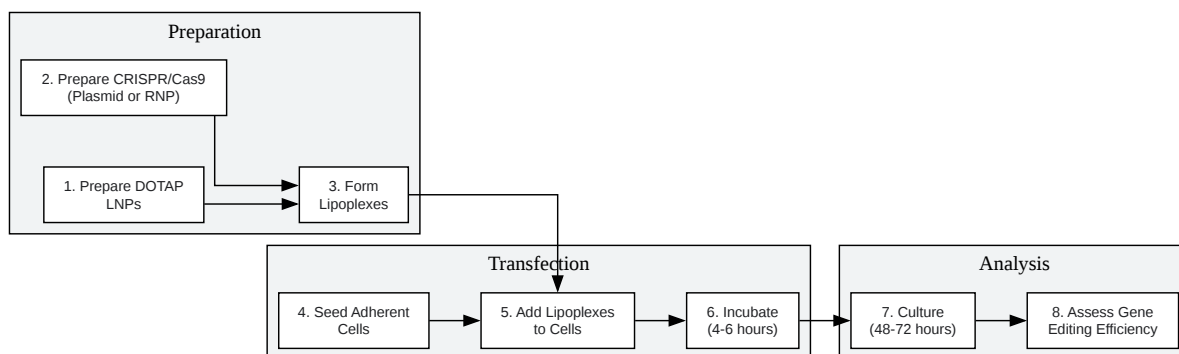 Preparation
2. Prepare CRISPR/Cas9
(Plasmid or RNP)
1. Prepare DOTAP
LNPs
3. Form
Lipoplexes
Transfection
4. Seed Adherent
Cells
5. Add Lipoplexes
to Cells
6. Incubate
(4-6 hours)
Analysis
7. Culture
(48-72 hours)
8. Assess Gene
Editing Efficiency